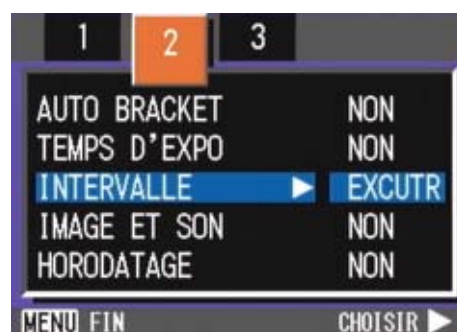 1 2 3
AUTO BRACKET NON
TEMPS D'EXPO NON
INTERVALLE ▶ EXCUTR
IMAGE ET SON NON
HORODATAGE NON
MENU FIN CHOISIR ▶